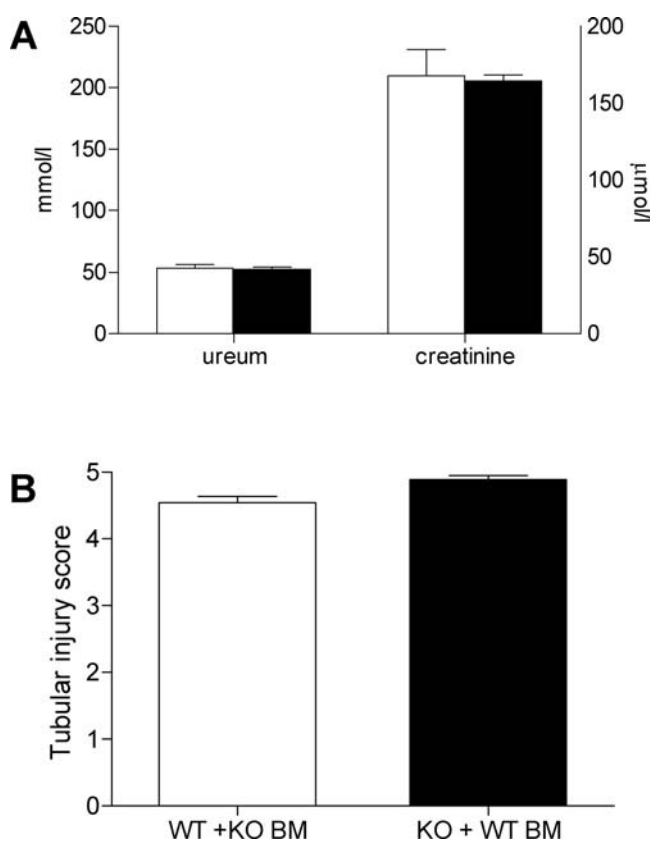 A
250
200
150
100
50
0
mmol/l
200
150
100
50
0
µmol/l
ureum
creatinine
B
5
4
3
2
1
0
Tubular injury score
WT +KO BM
KO + WT BM